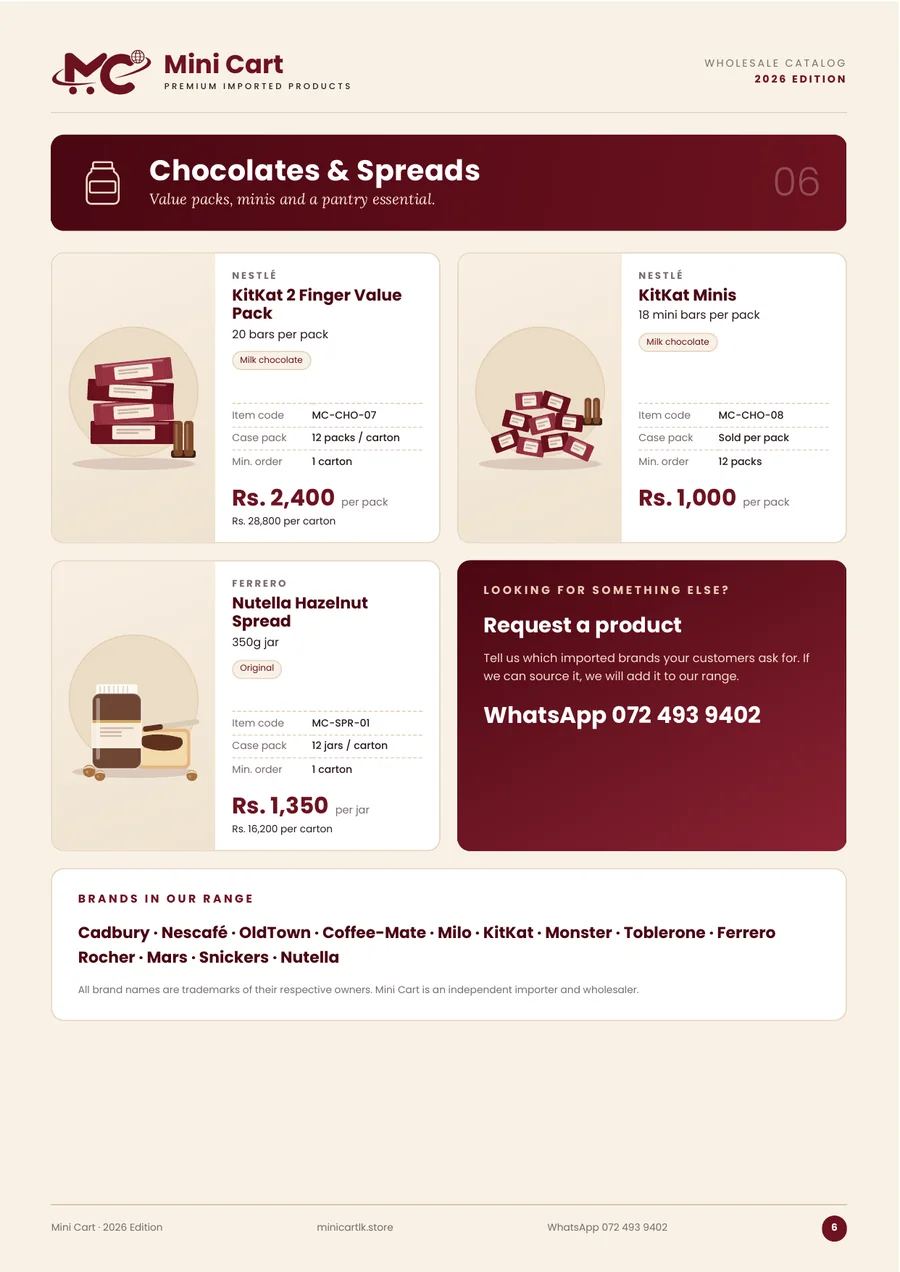 MC
Mini Cart
PREMIUM IMPORTED PRODUCTS
WHOLESALE CATALOG
2026 EDITION
Chocolates & Spreads
Value packs, minis and a pantry essential.
06
NESTLÉ
KitKat 2 Finger Value
Pack
20 bars per pack
Milk chocolate
Item code MC-CHO-07
Case pack 12 packs / carton
Min. order 1 carton
Rs. 2,400 per pack
Rs. 28,800 per carton
NESTLÉ
KitKat Minis
18 mini bars per pack
Milk chocolate
Item code MC-CHO-08
Case pack Sold per pack
Min. order 12 packs
Rs. 1,000 per pack
FERRERO
Nutella Hazelnut
Spread
350g jar
Original
Item code MC-SPR-01
Case pack 12 jars / carton
Min. order 1 carton
Rs. 1,350 per jar
Rs. 16,200 per carton
LOOKING FOR SOMETHING ELSE?
Request a product
Tell us which imported brands your customers ask for. If
we can source it, we will add it to our range.
WhatsApp 072 493 9402
BRANDS IN OUR RANGE
Cadbury · Nescafé · OldTown · Coffee-Mate · Milo · KitKat · Monster · Toblerone · Ferrero
Rocher · Mars · Snickers · Nutella
All brand names are trademarks of their respective owners. Mini Cart is an independent importer and wholesaler.
Mini Cart · 2026 Edition
minicartlk.store
WhatsApp 072 493 9402
6